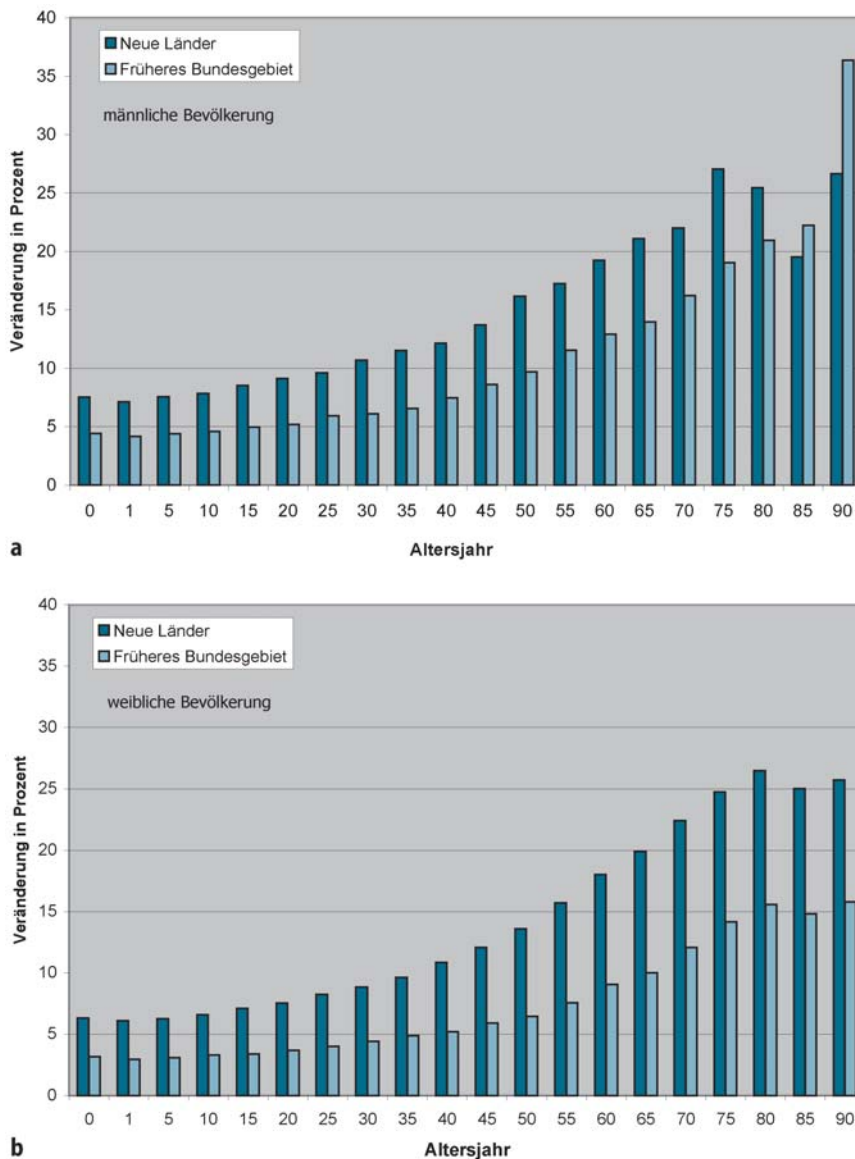 40
Neue Länder
Früheres Bundesgebiet
männliche Bevölkerung
35
30
25
20
15
10
5
0
Veränderung in Prozent
0 1 5 10 15 20 25 30 35 40 45 50 55 60 65 70 75 80 85 90
a
Altersjahr
40
Neue Länder
Früheres Bundesgebiet
weibliche Bevölkerung
35
30
25
20
15
10
5
0
Veränderung in Prozent
0 1 5 10 15 20 25 30 35 40 45 50 55 60 65 70 75 80 85 90
b
Altersjahr